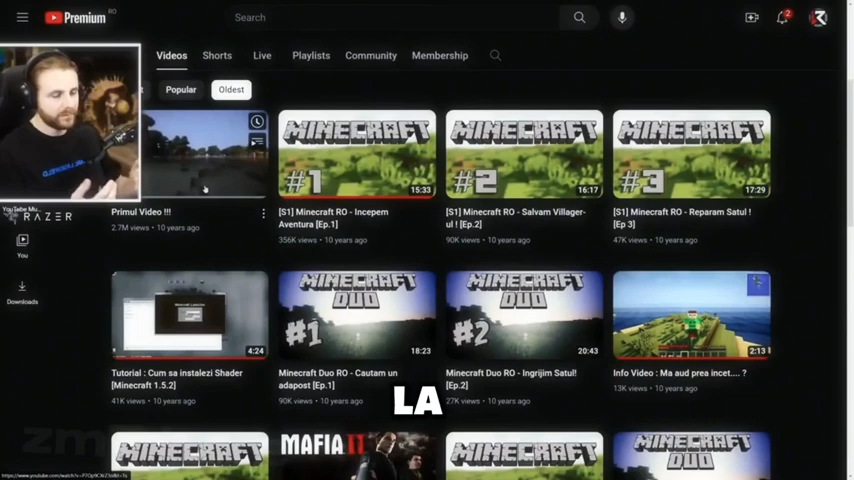 Premium RO
Search
2
Videos Shorts Live Playlists Community Membership
Popular Oldest
MINECRAFT #1 15:33
MINECRAFT #2 16:17
MINECRAFT #3 17:29
Primul Video !!!
2.7M views • 10 years ago
[S1] Minecraft RO - Incepem
Aventura [Ep.1]
356K views • 10 years ago
[S1] Minecraft RO - Salvam Villager-
ul ! [Ep.2]
90K views • 10 years ago
[S1] Minecraft RO - Reparam Satul !
[Ep 3]
47K views • 10 years ago
YouTube Mu...
RAZER
You
Downloads
4:24
MINECRAFT DUO #1 18:23
MINECRAFT DUO #2 20:43
2:13
Tutorial : Cum sa instalezi Shader
[Minecraft 1.5.2]
41K views • 10 years ago
Minecraft Duo RO - Cautam un
adapost [Ep.1]
90K views • 10 years ago
Minecraft Duo RO - Ingrijim Satul!
[Ep.2]
27K views • 10 years ago
Info Video : Ma aud prea incet.... ?
13K views • 10 years ago
LA
MINECRAFT
MAFIA II
MINECRAFT
MINECRAFT
DUO